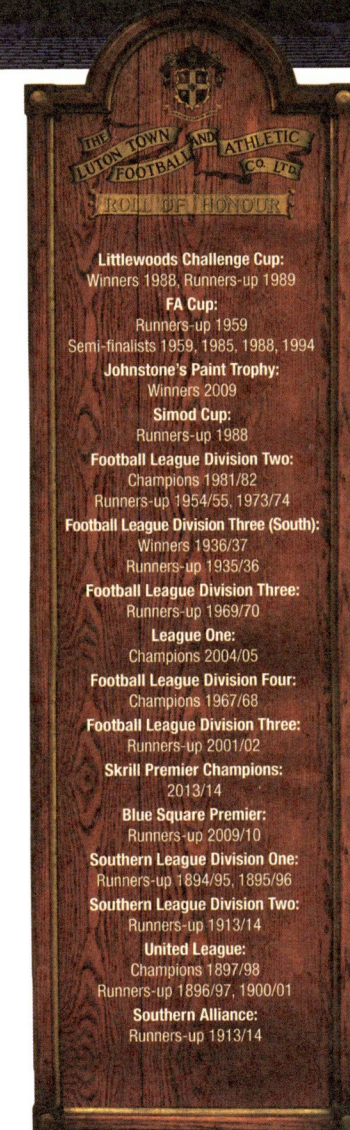 THE LUTON TOWN FOOTBALL AND ATHLETIC CO. LTD.
ROLL OF HONOUR
Littlewoods Challenge Cup:
Winners 1988, Runners-up 1989
FA Cup:
Runners-up 1959
Semi-finalists 1959, 1985, 1988, 1994
Johnstone's Paint Trophy:
Winners 2009
Simod Cup:
Runners-up 1988
Football League Division Two:
Champions 1981/82
Runners-up 1954/55, 1973/74
Football League Division Three (South):
Winners 1936/37
Runners-up 1935/36
Football League Division Three:
Runners-up 1969/70
League One:
Champions 2004/05
Football League Division Four:
Champions 1967/68
Football League Division Three:
Runners-up 2001/02
Skrill Premier Champions:
2013/14
Blue Square Premier:
Runners-up 2009/10
Southern League Division One:
Runners-up 1894/95, 1895/96
Southern League Division Two:
Runners-up 1913/14
United League:
Champions 1897/98
Runners-up 1896/97, 1900/01
Southern Alliance:
Runners-up 1913/14